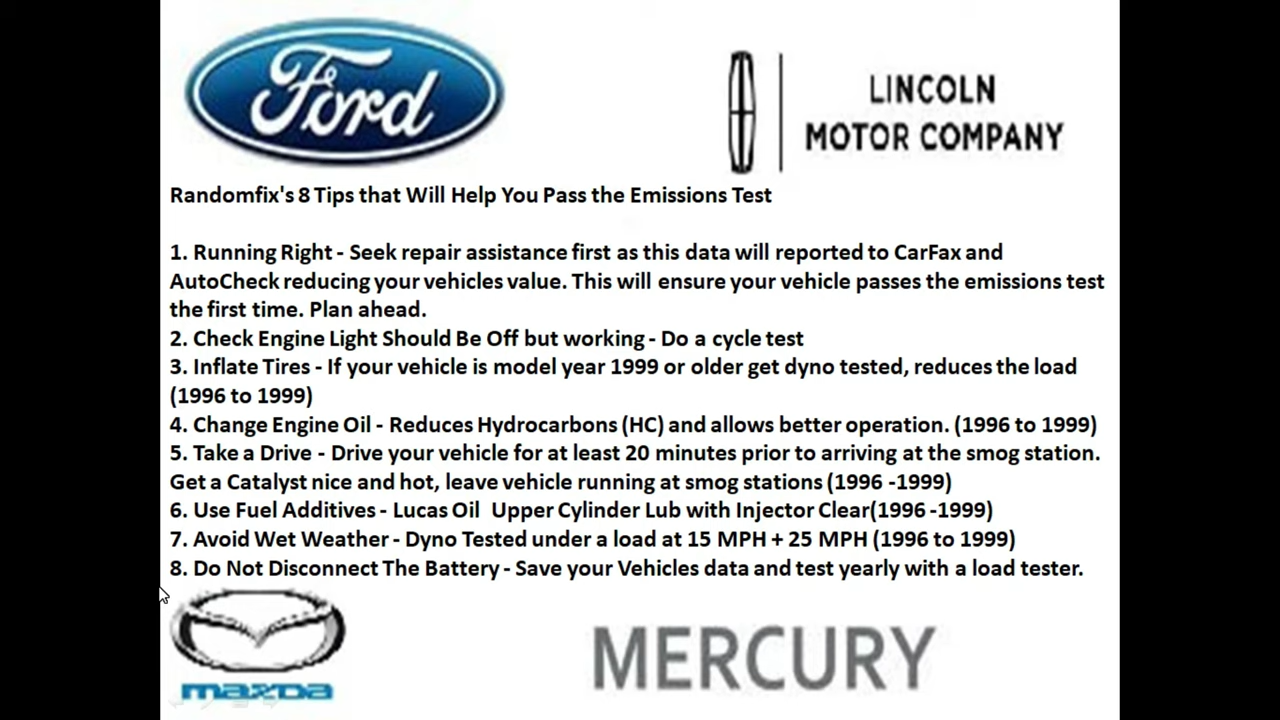 Ford
LINCOLN
MOTOR COMPANY
Randomfix's 8 Tips that Will Help You Pass the Emissions Test
1. Running Right - Seek repair assistance first as this data will reported to CarFax and
AutoCheck reducing your vehicles value. This will ensure your vehicle passes the emissions test
the first time. Plan ahead.
2. Check Engine Light Should Be Off but working - Do a cycle test
3. Inflate Tires - If your vehicle is model year 1999 or older get dyno tested, reduces the load
(1996 to 1999)
4. Change Engine Oil - Reduces Hydrocarbons (HC) and allows better operation. (1996 to 1999)
5. Take a Drive - Drive your vehicle for at least 20 minutes prior to arriving at the smog station.
Get a Catalyst nice and hot, leave vehicle running at smog stations (1996 -1999)
6. Use Fuel Additives - Lucas Oil  Upper Cylinder Lub with Injector Clear(1996 -1999)
7. Avoid Wet Weather - Dyno Tested under a load at 15 MPH + 25 MPH (1996 to 1999)
8. Do Not Disconnect The Battery - Save your Vehicles data and test yearly with a load tester.
mazda
MERCURY